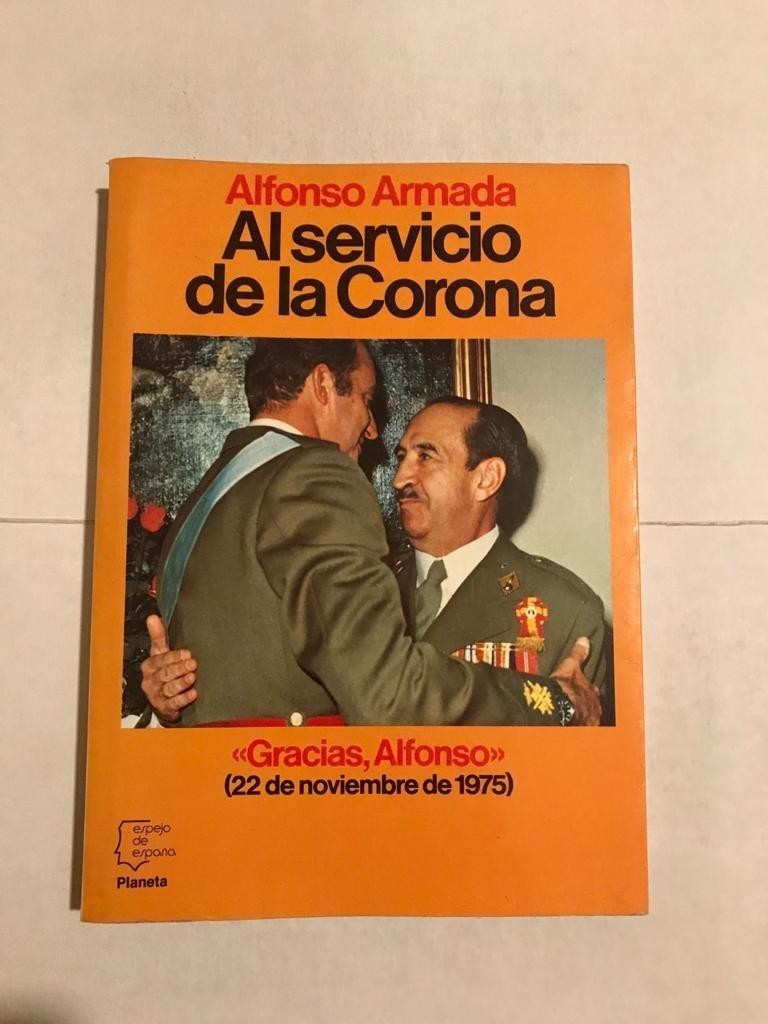 Alfonso Armada
Al servicio
de la Corona
«Gracias, Alfonso»
(22 de noviembre de 1975)
espejo
de
españa
Planeta